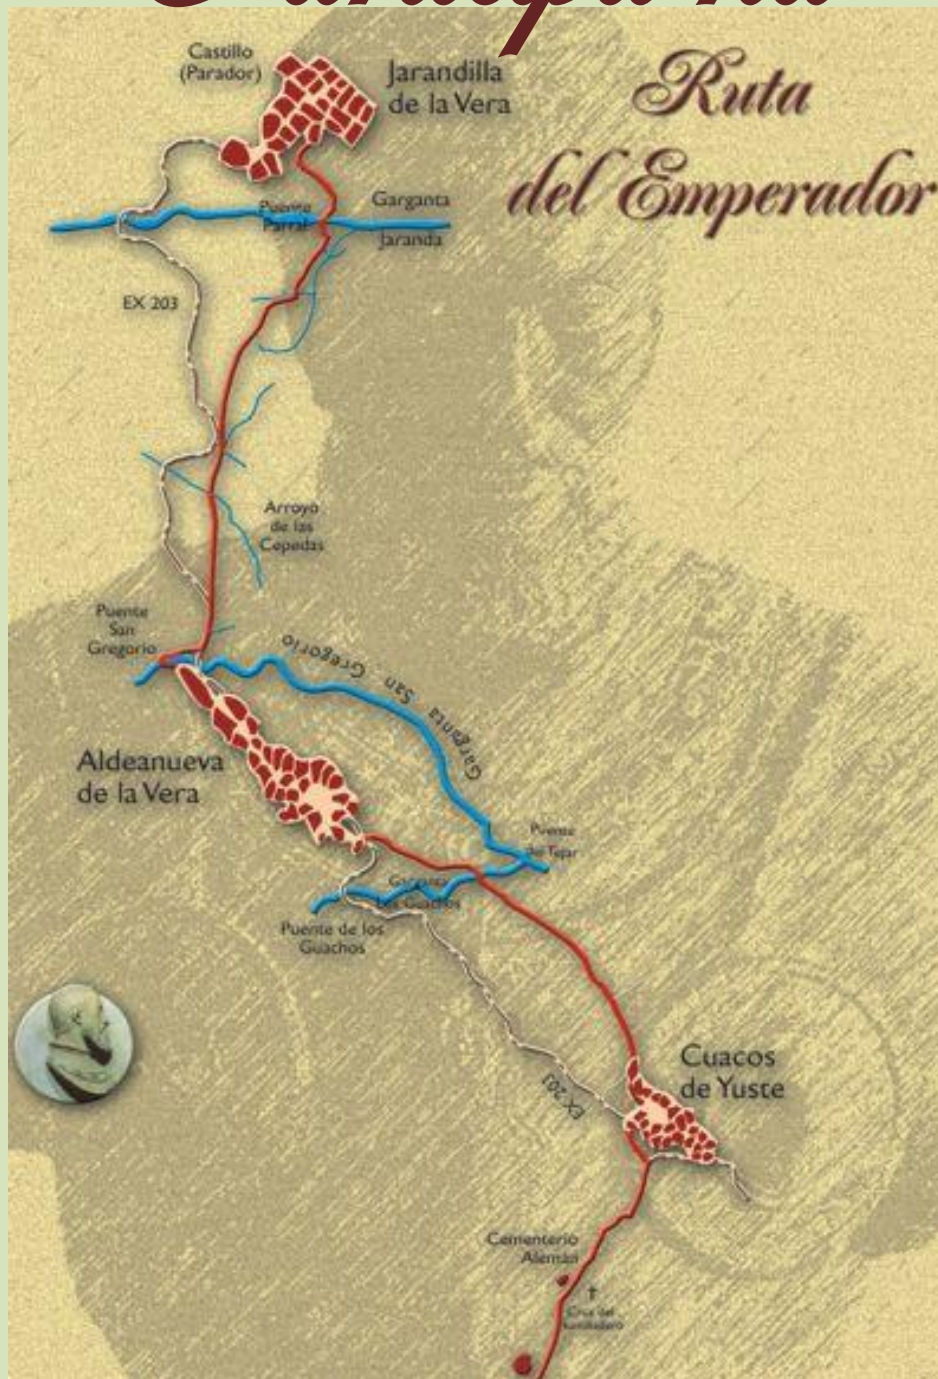 Ruta
del Emperador
Castillo
(Parador)
Jarandilla
de la Vera
Puente
Parral
Garganta
Jaranda
EX 203
Arroyo
de las
Cepedas
Puente
San
Gregorio
Garganta San Gregorio
Aldeanueva
de la Vera
Puente
del Tejar
Garganta
Los Guachos
Puente de los
Guachos
EX 203
Cuacos
de Yuste
Cementerio
Alemán
Cruz del